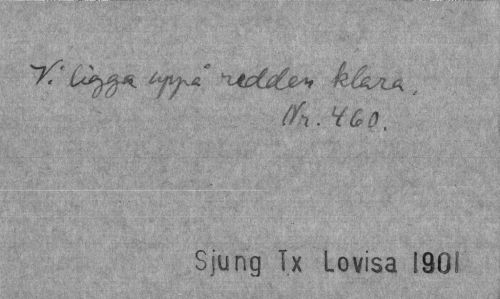 Vi ligga uppå redden klara.
Nr. 460.
Sjung Tx Lovisa 1901